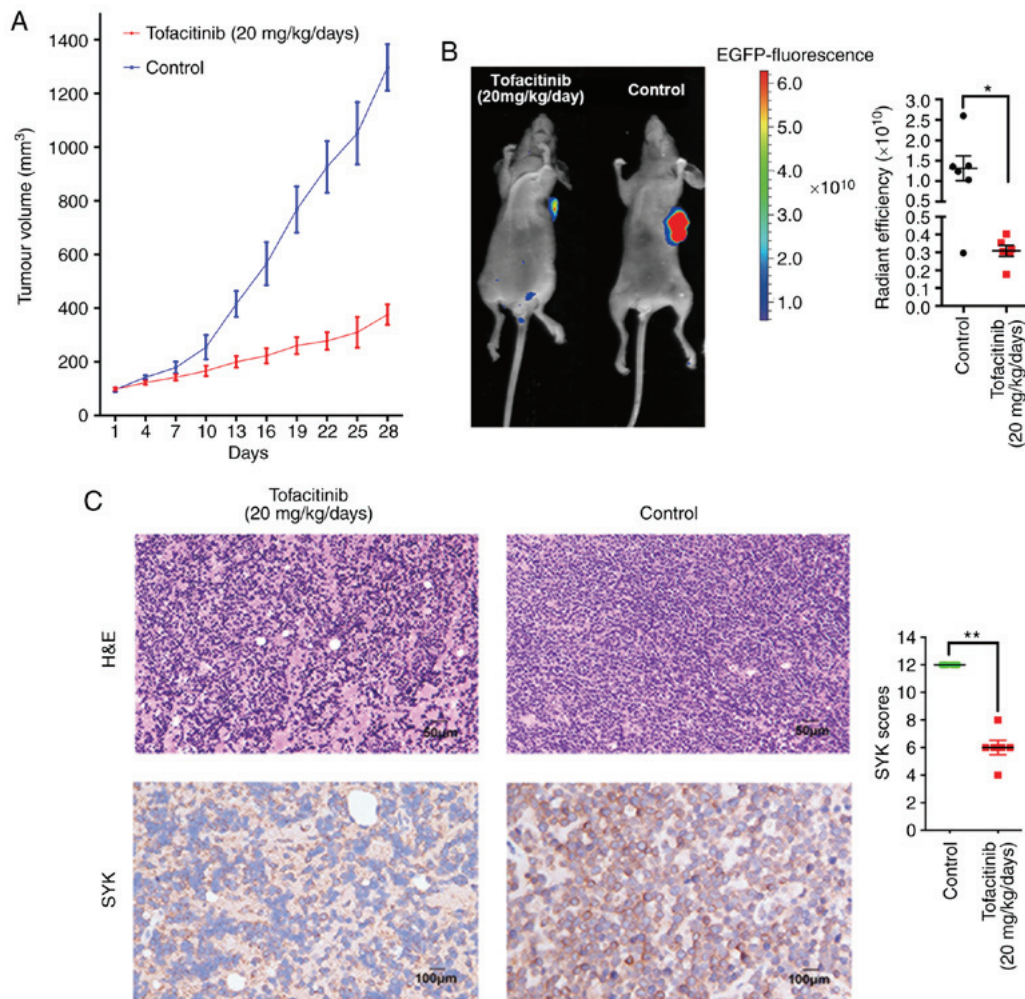 A
Tofacitinib (20 mg/kg/days)
Control
1400
1200
1000
800
600
400
200
0
Tumour volume (mm³)
1 4 7 10 13 16 19 22 25 28
Days
B
Tofacitinib
(20mg/kg/day)
Control
EGFP-fluorescence
6.0
5.0
4.0
×10¹⁰
3.0
2.0
1.0
*
3.0
2.5
2.0
1.5
1.0
0.5
0.5
0.4
0.3
0.2
0.1
0.0
Radiant efficiency (×10¹⁰)
Control
Tofacitinib
(20 mg/kg/days)
C
Tofacitinib
(20 mg/kg/days)
Control
H&E
50μm
50μm
SYK
100μm
100μm
**
14
12
10
8
6
4
2
0
SYK scores
Control
Tofacitinib
(20 mg/kg/days)